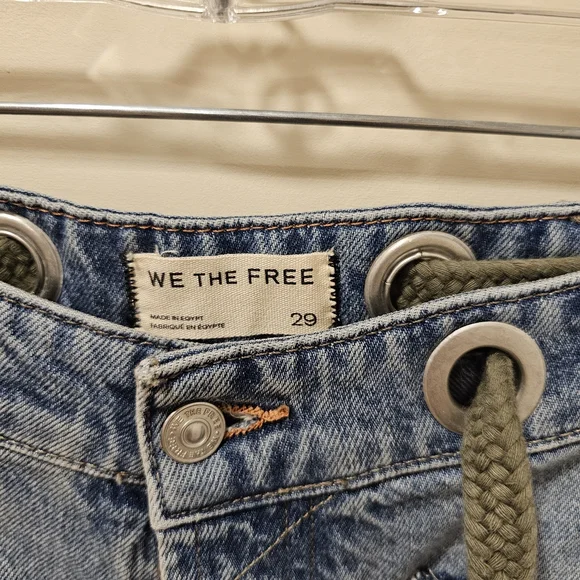 WE THE FREE
MADE IN EGYPT
FABRIQUÉ EN ÉGYPTE
29